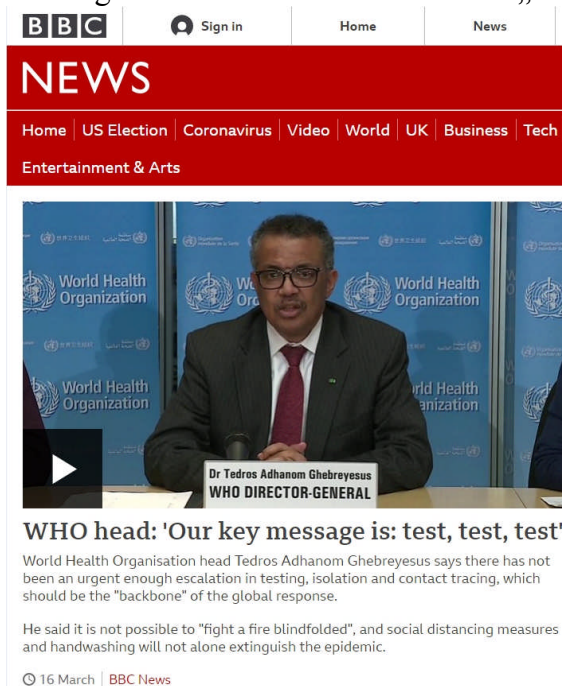 BBC Sign in Home News
NEWS
Home US Election Coronavirus Video World UK Business Tech
Entertainment & Arts
World Health
Organization
World Health
Organization
World Health
Organization
Dr Tedros Adhanom Ghebreyesus
WHO DIRECTOR-GENERAL
WHO head: 'Our key message is: test, test, test'
World Health Organisation head Tedros Adhanom Ghebreyesus says there has not
been an urgent enough escalation in testing, isolation and contact tracing, which
should be the "backbone" of the global response.
He said it is not possible to "fight a fire blindfolded", and social distancing measures
and handwashing will not alone extinguish the epidemic.
16 March BBC News